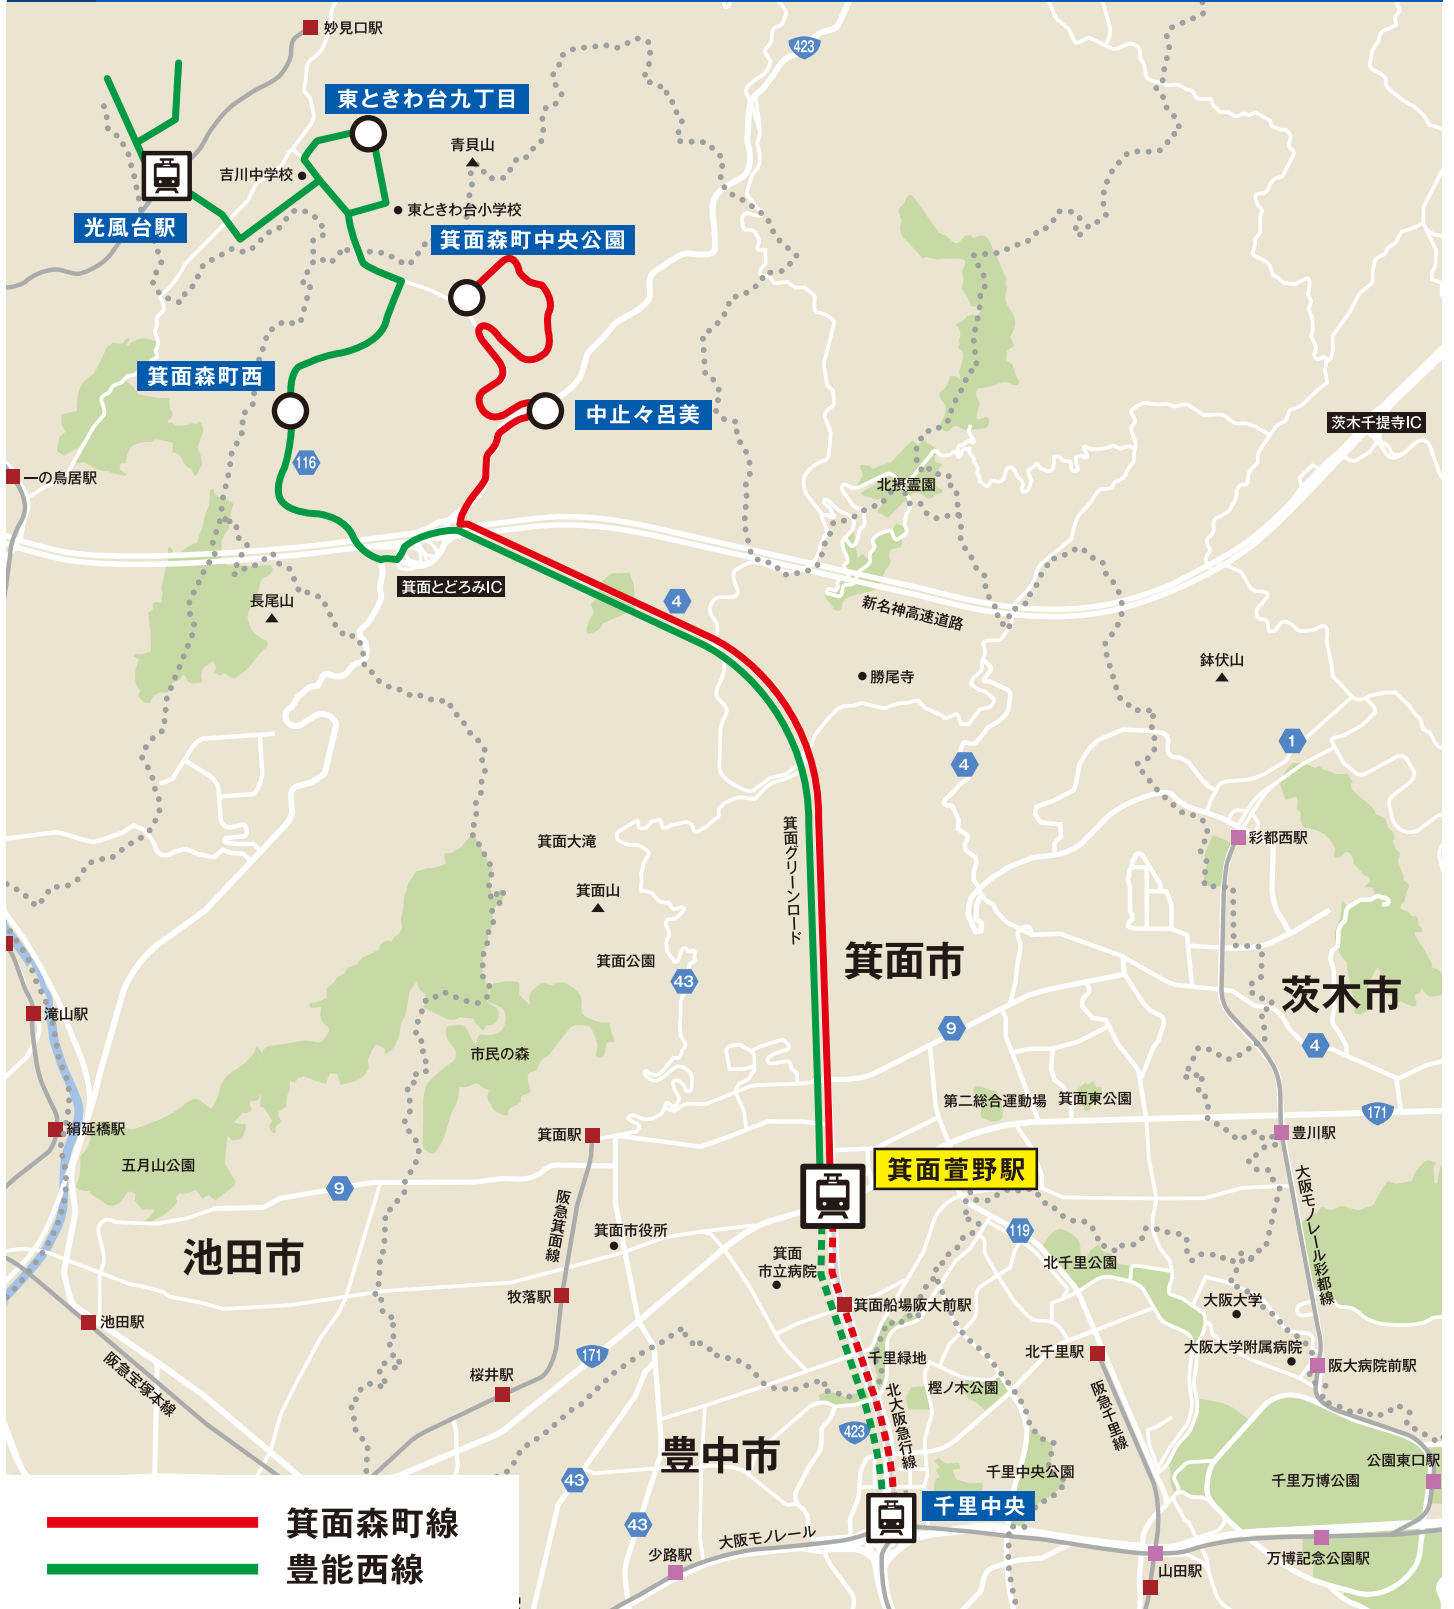 妙見口駅
423
東ときわ台九丁目
青貝山
吉川中学校
東ときわ台小学校
光風台駅
箕面森町中央公園
箕面森町西
中止々呂美
茨木千提寺IC
116
一の鳥居駅
北摂霊園
箕面とどろみIC
長尾山
4
新名神高速道路
鉢伏山
勝尾寺
1
4
箕面グリーンロード
箕面大滝
彩都西駅
箕面山
箕面市
箕面公園
43
茨木市
滝山駅
9
4
市民の森
第二総合運動場
箕面東公園
171
絹延橋駅
箕面駅
豊川駅
五月山公園
箕面萱野駅
9
阪急箕面線
大阪モノレール彩都線
箕面市役所
119
池田市
箕面
市立病院
北千里公園
牧落駅
箕面船場阪大前駅
大阪大学
池田駅
171
千里緑地
北千里駅
大阪大学附属病院
阪大病院前駅
阪急宝塚本線
桜井駅
樫ノ木公園
北大阪急行線
阪急千里線
423
豊中市
公園東口駅
43
千里中央公園
千里万博公園
千里中央
箕面森町線
43
大阪モノレール
少路駅
万博記念公園駅
豊能西線
山田駅